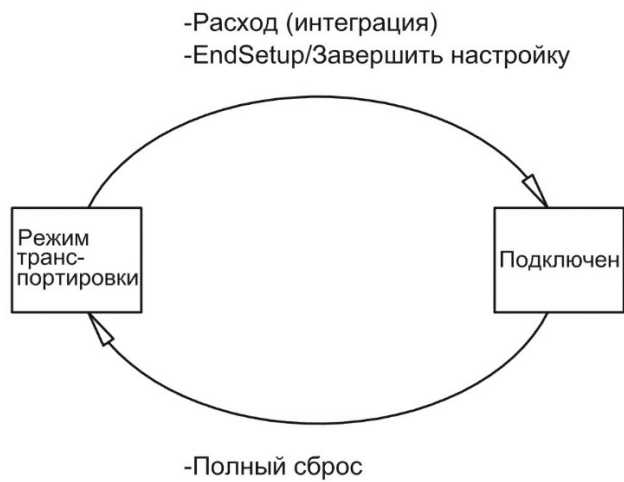 -Расход (интеграция)
-EndSetup/Завершить настройку
Режим
транс-
портировки
Подключен
-Полный сброс